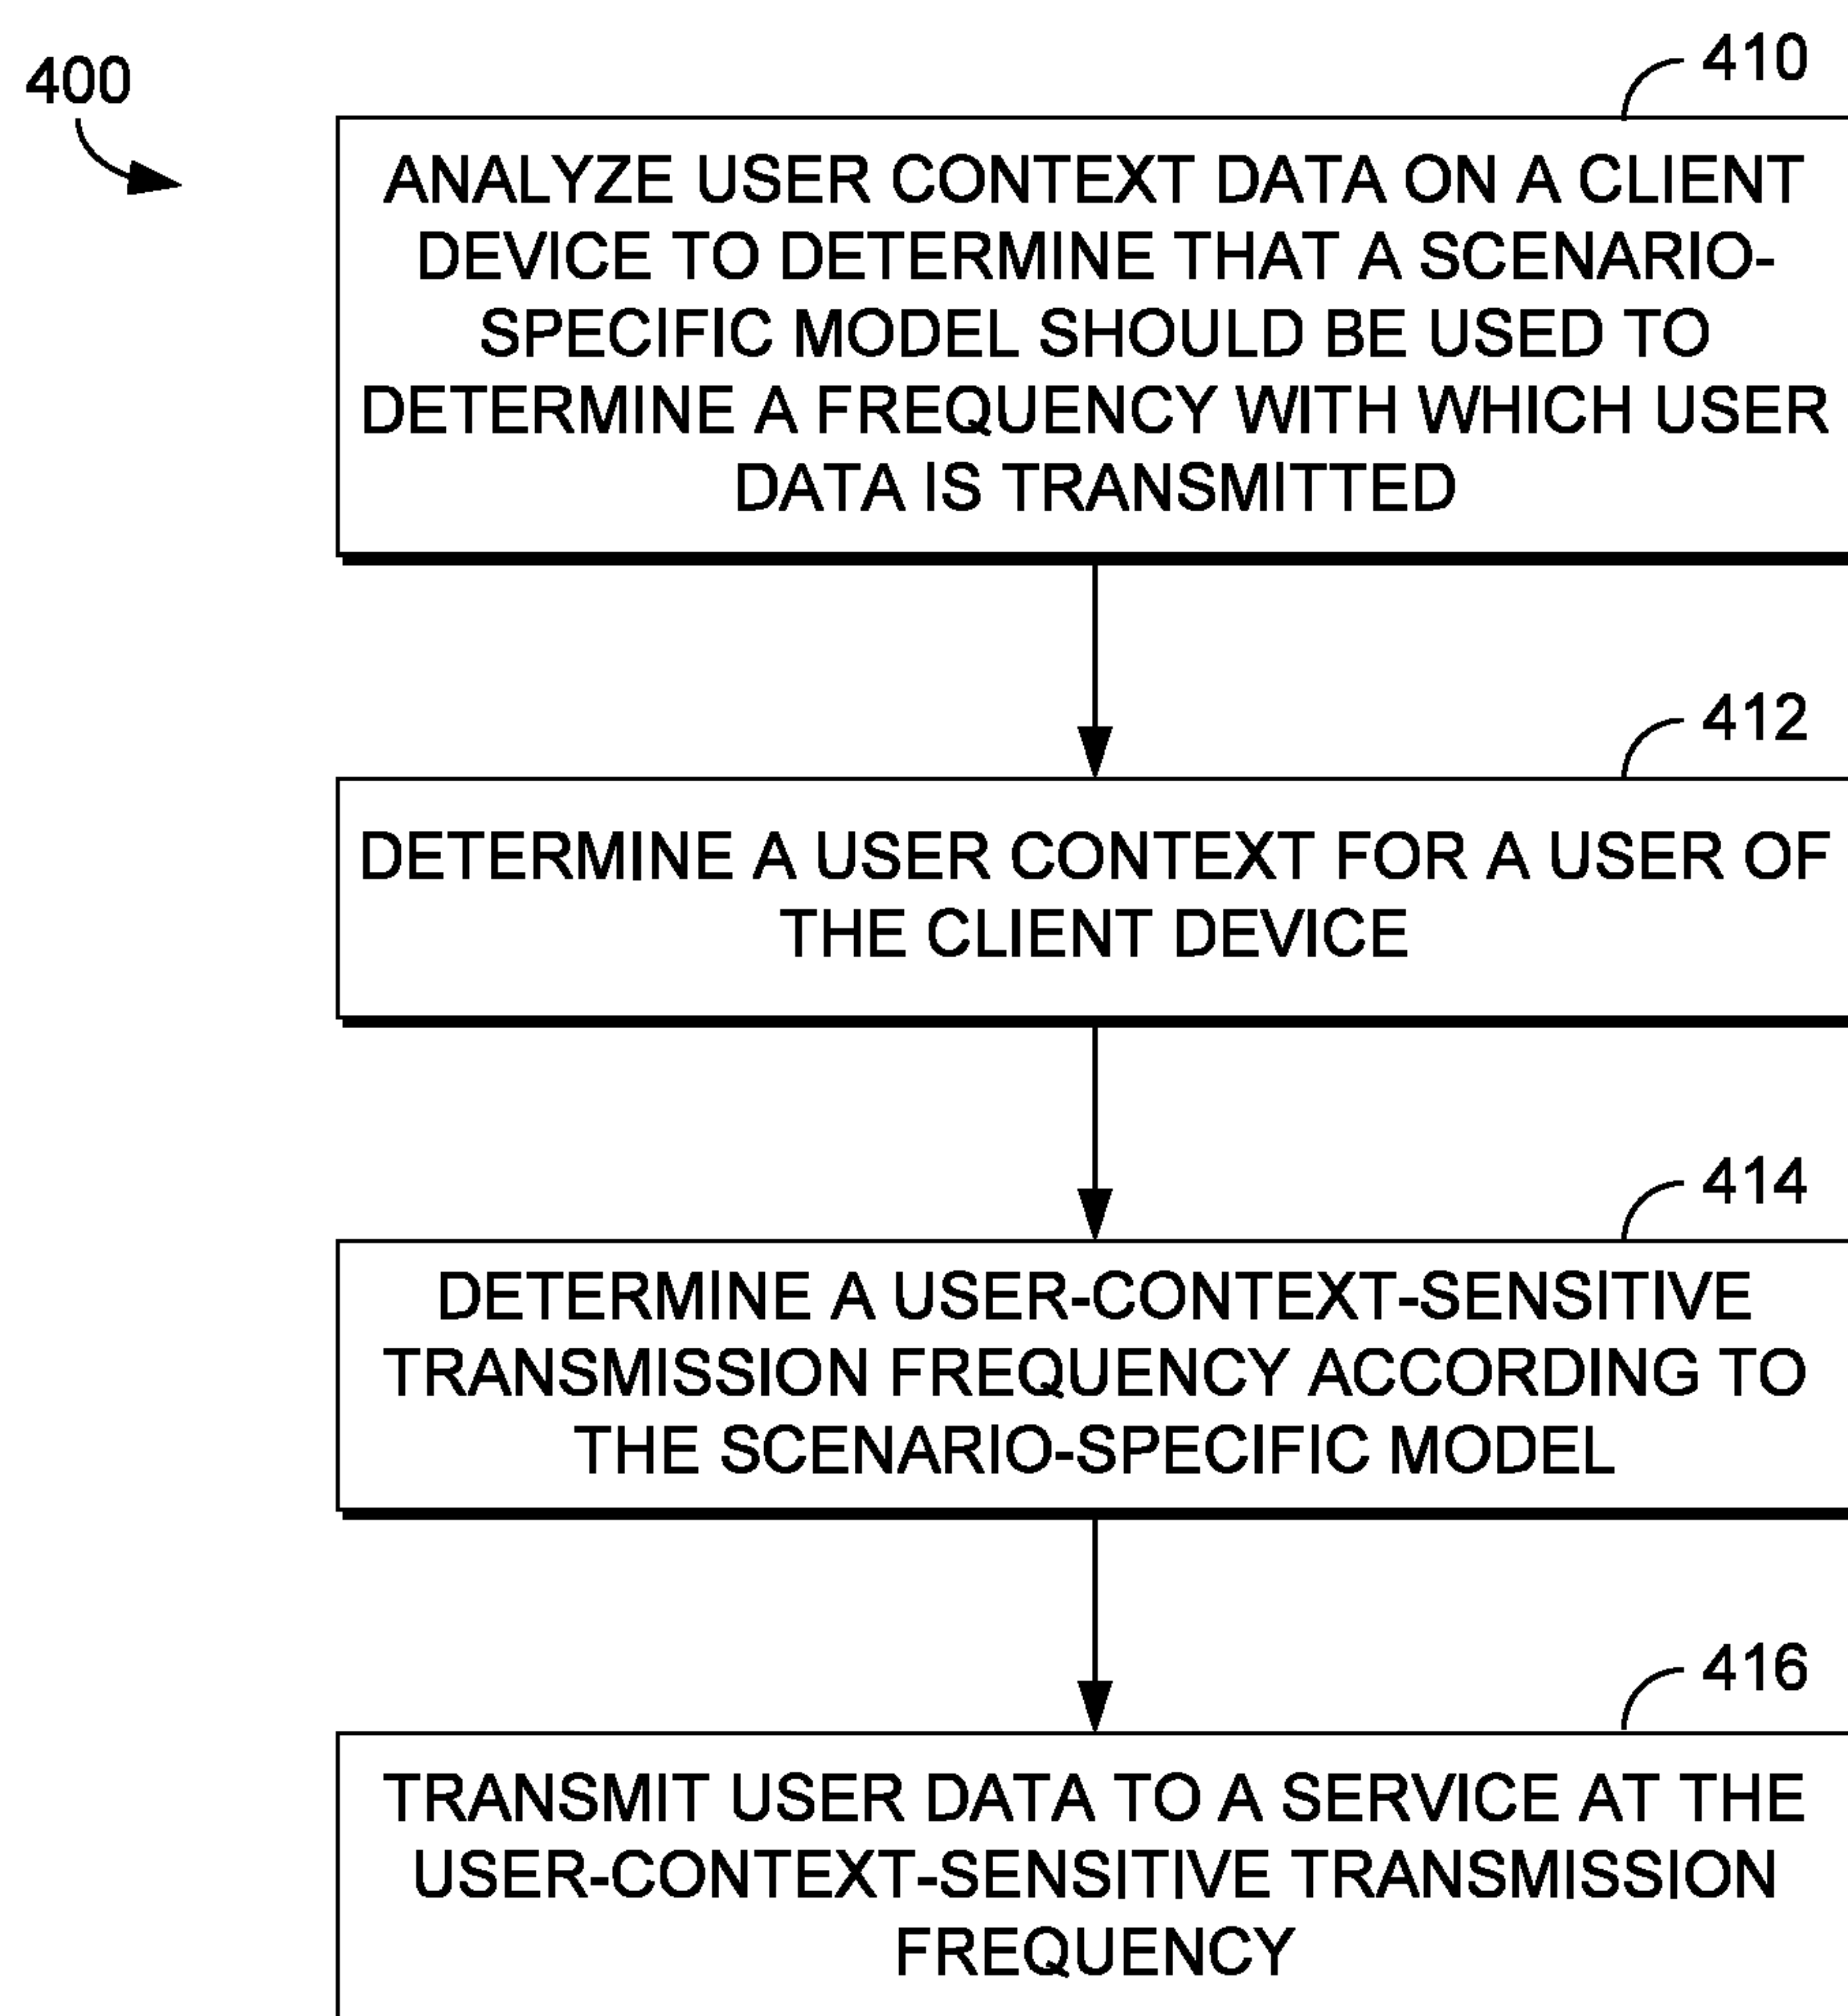 400
410
ANALYZE USER CONTEXT DATA ON A CLIENT
DEVICE TO DETERMINE THAT A SCENARIO-
SPECIFIC MODEL SHOULD BE USED TO
DETERMINE A FREQUENCY WITH WHICH USER
DATA IS TRANSMITTED
412
DETERMINE A USER CONTEXT FOR A USER OF
THE CLIENT DEVICE
414
DETERMINE A USER-CONTEXT-SENSITIVE
TRANSMISSION FREQUENCY ACCORDING TO
THE SCENARIO-SPECIFIC MODEL
416
TRANSMIT USER DATA TO A SERVICE AT THE
USER-CONTEXT-SENSITIVE TRANSMISSION
FREQUENCY